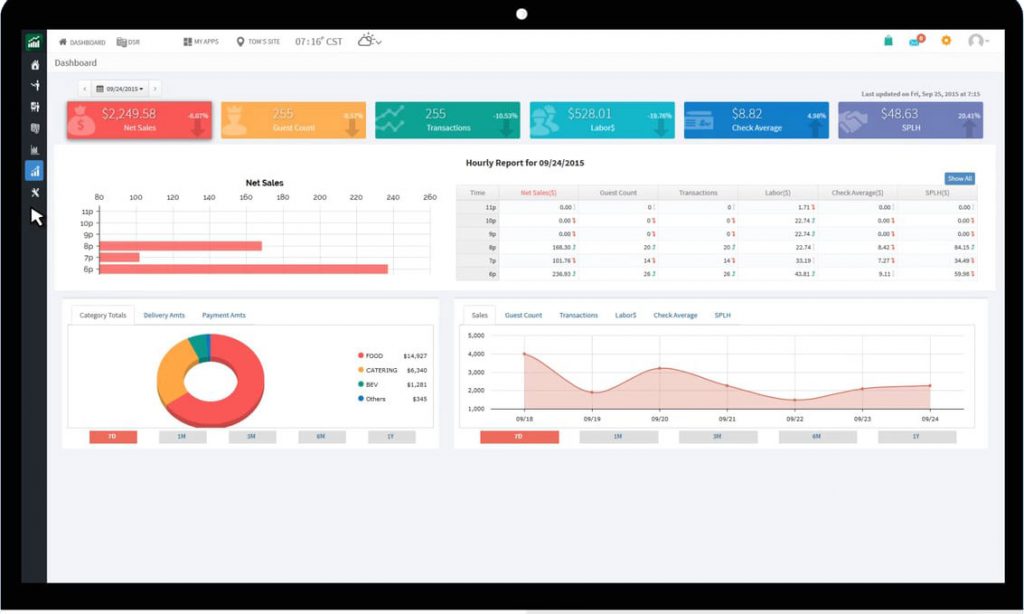 DASHBOARD DSR MY APPS TOM'S SITE 07:16 CST 8
Dashboard
09/24/2015
Last updated on Fri, Sep 25, 2015 at 7:15
$2,249.58 Net Sales
255 Guest Count
255 -10.53% Transactions
$528.01 -19.76% Labor$
$8.82 4.98% Check Average
$48.63 20.41% SPLH
Hourly Report for 09/24/2015
Show All
Net Sales
80 100 120 140 160 180 200 220 240 260
11p
10p
9p
8p
7p
6p
Time Net Sales($) Guest Count Transactions Labor($) Check Average($) SPLH($)
11p 0.00 0 0 1.71 0.00 0.00
10p 0.00 0 0 22.74 0.00 0.00
9p 0.00 0 0 22.74 0.00 0.00
8p 168.30 20 20 22.74 8.42 84.15
7p 101.76 14 14 33.19 7.27 34.49
6p 236.93 26 26 43.81 9.11 59.98
Category Totals Delivery Amts Payment Amts
FOOD $14,927
CATERING $6,340
BEV $1,281
Others $345
7D 1M 3M 6M 1Y
Sales Guest Count Transactions Labor$ Check Average SPLH
5,000
4,000
3,000
2,000
1,000
09/18 09/19 09/20 09/21 09/22 09/23 09/24
7D 1M 3M 6M 1Y